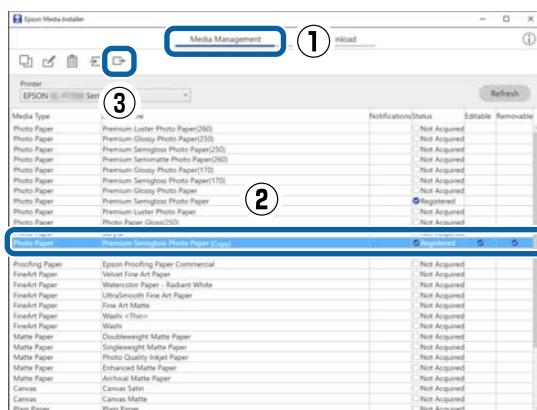 Epson Media Installer
Media Management
nload
①
③
Printer
EPSON
Seri
Refresh
Media Type
Notifications Status Editable Removable
Photo Paper Premium Luster Photo Paper(260) Not Acquired
Photo Paper Premium Glossy Photo Paper(250) Not Acquired
Photo Paper Premium Semigloss Photo Paper(250) Not Acquired
Photo Paper Premium Semimatte Photo Paper(260) Not Acquired
Photo Paper Premium Glossy Photo Paper(170) Not Acquired
Photo Paper Premium Semigloss Photo Paper(170) Not Acquired
Photo Paper Premium Glossy Photo Paper Not Acquired
Photo Paper Premium Semigloss Photo Paper Registered
②
Photo Paper Premium Luster Photo Paper Not Acquired
Photo Paper Photo Paper Gloss(250) Not Acquired
Photo Paper Premium Semigloss Photo Paper (Copy) Registered
Proofing Paper Epson Proofing Paper Commercial Not Acquired
FineArt Paper Velvet Fine Art Paper Not Acquired
FineArt Paper Watercolor Paper - Radiant White Not Acquired
FineArt Paper UltraSmooth Fine Art Paper Not Acquired
FineArt Paper Fine Art Matte Not Acquired
FineArt Paper Washi <Thin> Not Acquired
FineArt Paper Washi Not Acquired
Matte Paper Doubleweight Matte Paper Not Acquired
Matte Paper Singleweight Matte Paper Not Acquired
Matte Paper Photo Quality Inkjet Paper Not Acquired
Matte Paper Enhanced Matte Paper Not Acquired
Matte Paper Archival Matte Paper Not Acquired
Canvas Canvas Satin Not Acquired
Canvas Canvas Matte Not Acquired
Plain Paper Plain Paper Not Acquired